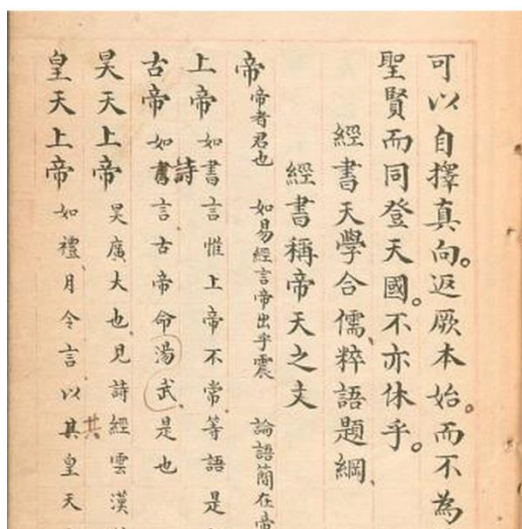 可以自擇真向。返厥本始。而不為
聖賢而同登天國。不亦休乎。
經書天學合儒、粹語題綱、
經書稱帝天之文
帝 帝者君也 如易經言帝出乎震 論語簡在帝
上帝 如書言惟上帝不常、等語是
古帝 如詩書言古帝命湯武、是也
昊天上帝 昊廣大也、見詩經雲漢
皇天上帝 如禮、月令言以共其皇天